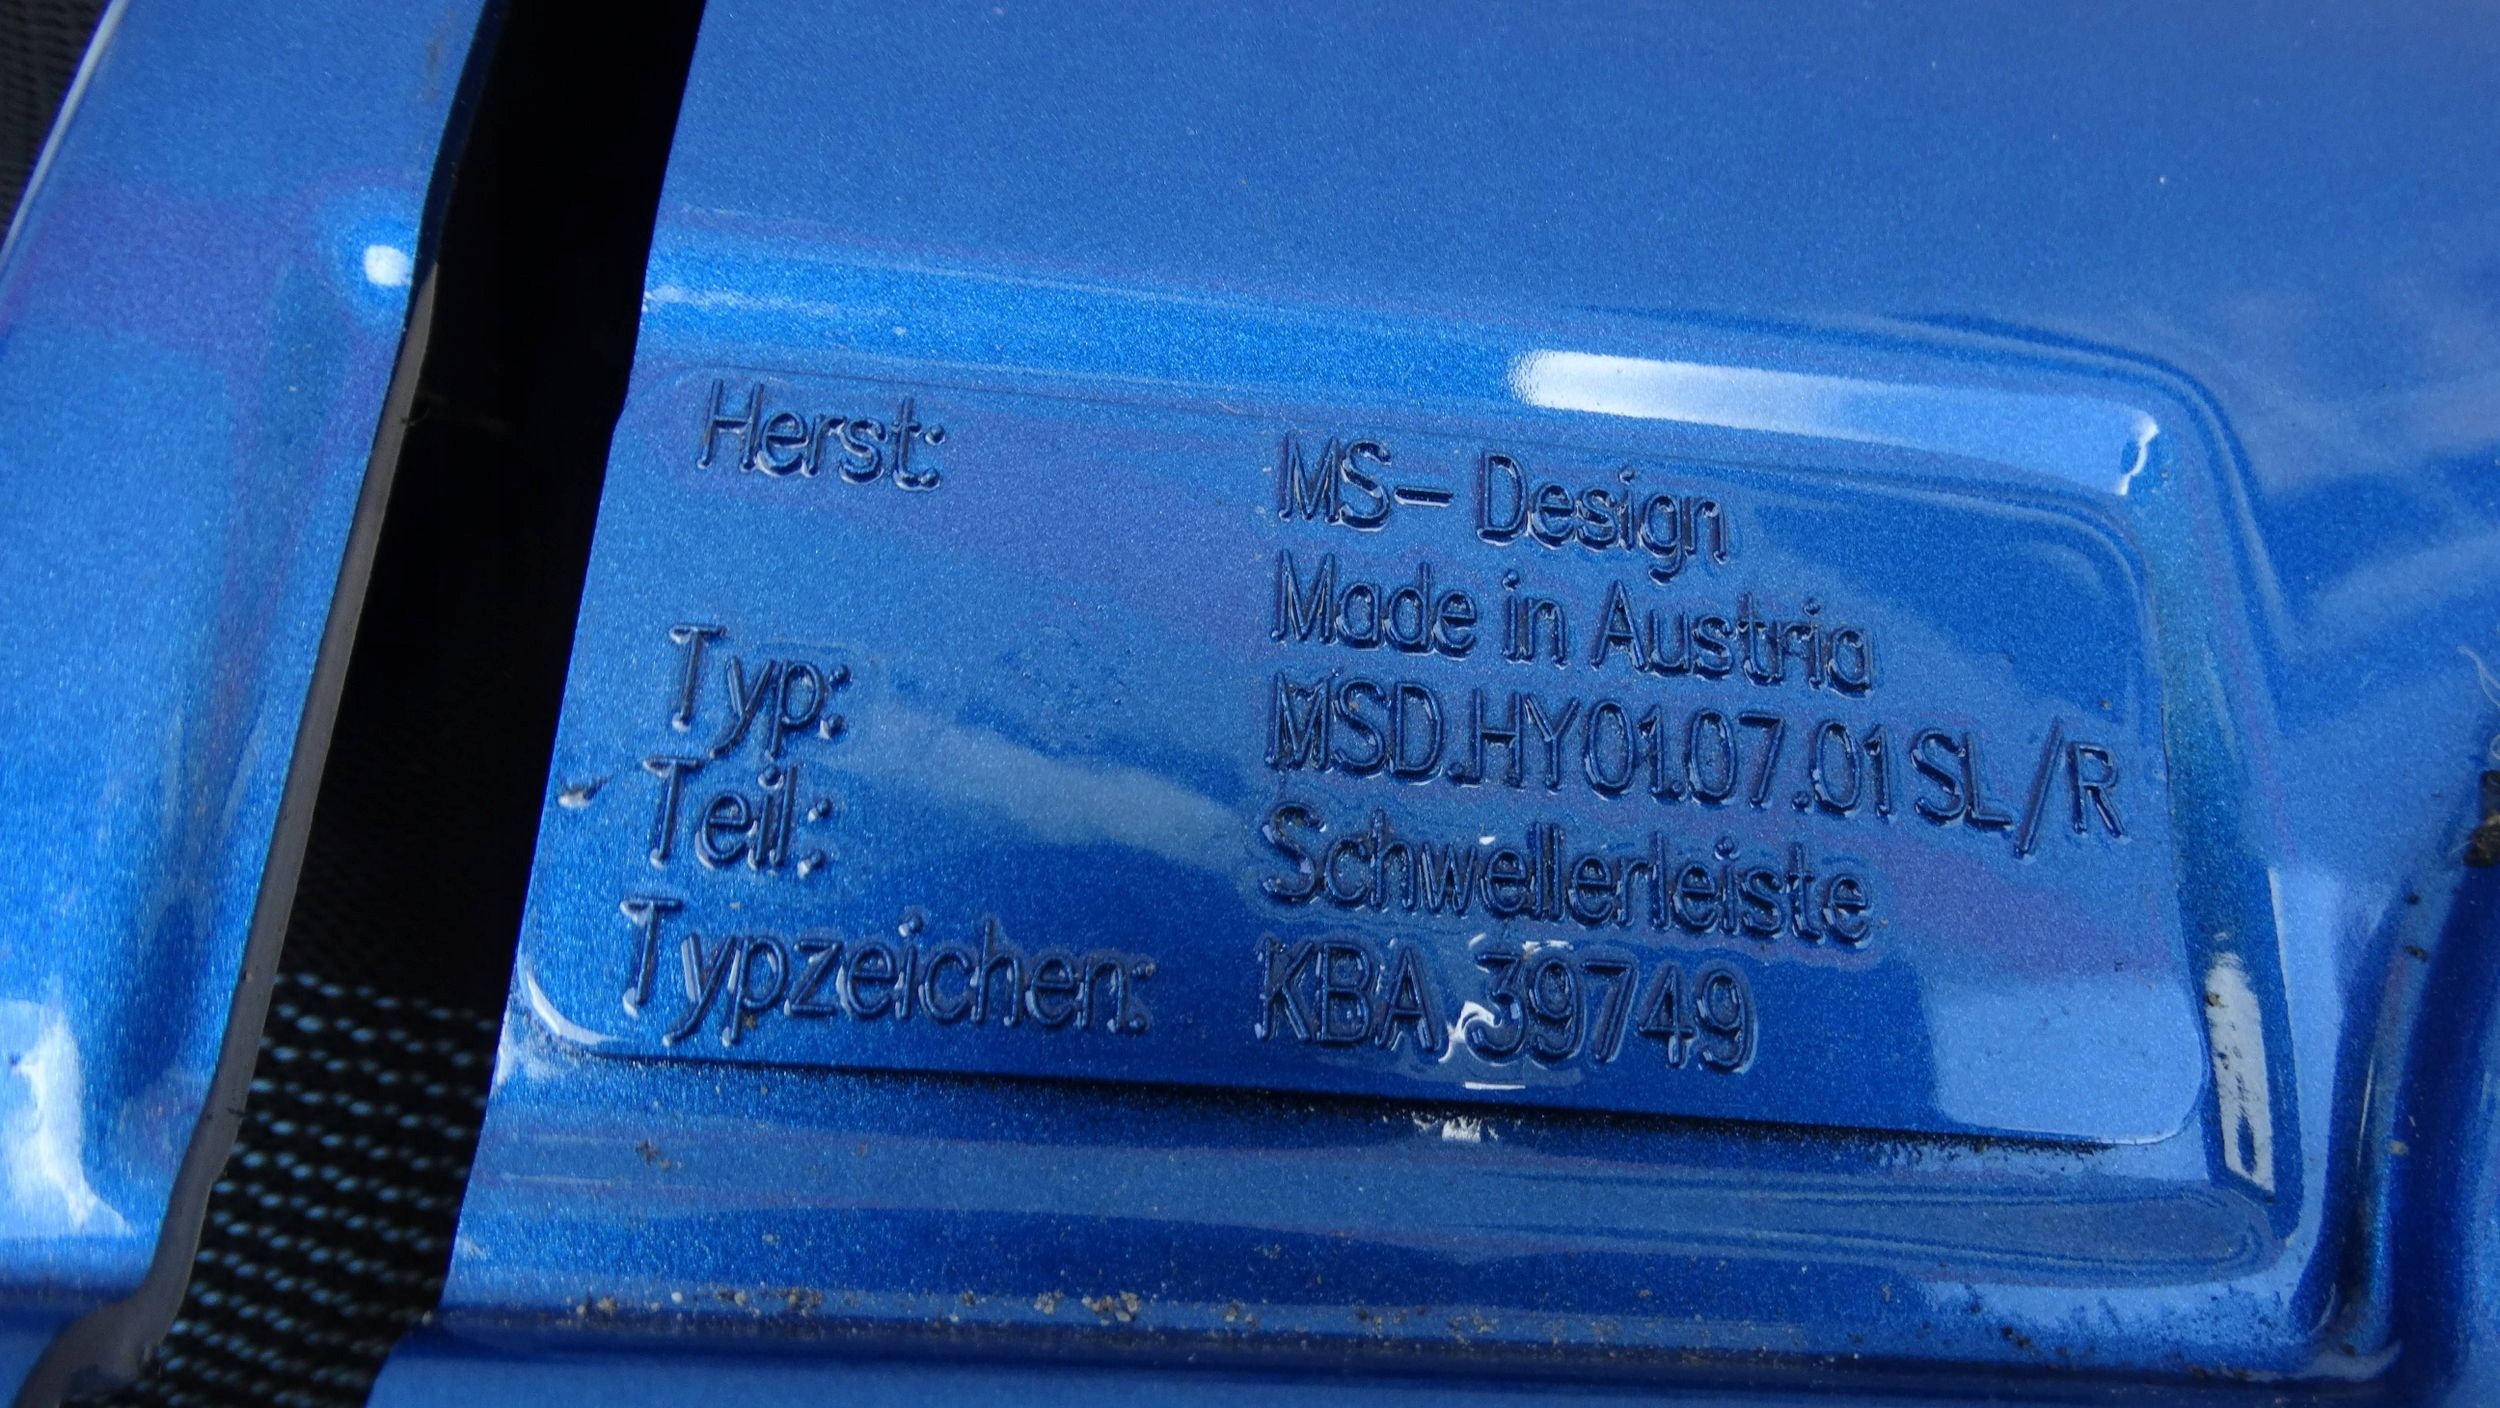 Herst: MS- Design
Made in Austria
Typ: MSD.HY01.07.01 SL/R
Teil: Schwellerleiste
Typzeichen: KBA 39749